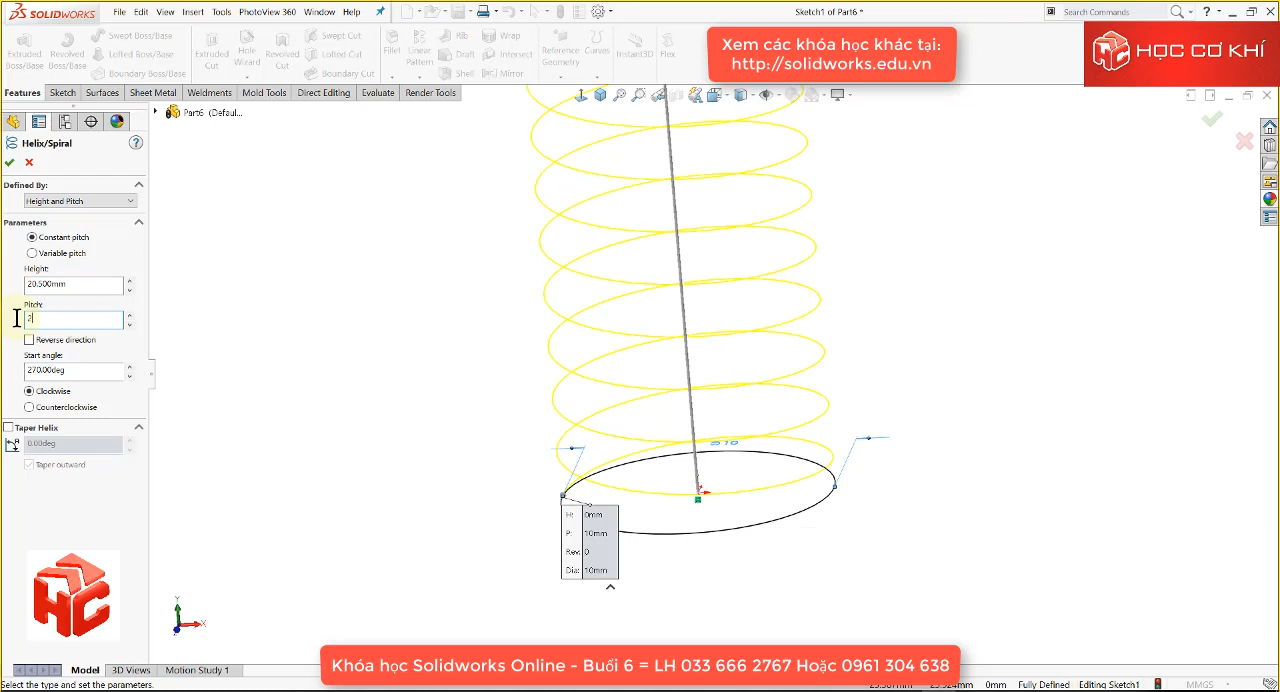 SOLIDWORKS File Edit View Insert Tools PhotoView 360 Window Help Sketch1 of Part6 * Search Commands
Extruded Boss/Base
Revolved Boss/Base
Swept Boss/Base
Lofted Boss/Base
Boundary Boss/Base
Extruded Cut
Hole Wizard
Revolved Cut
Swept Cut
Lofted Cut
Boundary Cut
Fillet
Linear Pattern
Rib
Draft
Shell
Wrap
Intersect
Mirror
Reference Geometry
Curves
Instant3D
Flex
Xem các khóa học khác tại:
http://solidworks.edu.vn
HỌC CƠ KHÍ
Features Sketch Surfaces Sheet Metal Weldments Mold Tools Direct Editing Evaluate Render Tools
Part6 (Defaul...
Helix/Spiral
Defined By:
Height and Pitch
Parameters
Constant pitch
Variable pitch
Height:
20.500mm
Pitch:
2
Reverse direction
Start angle:
270.00deg
Clockwise
Counterclockwise
Taper Helix
0.00deg
Taper outward
Ø10
H: 0mm
P: 10mm
Rev: 0
Dia: 10mm
HC
Y
X
Z
Model 3D Views Motion Study 1
Khóa học Solidworks Online - Buổi 6 = LH 033 666 2767 Hoặc 0961 304 638
Select the type and set the parameters.
0mm Fully Defined Editing Sketch1 MMGS